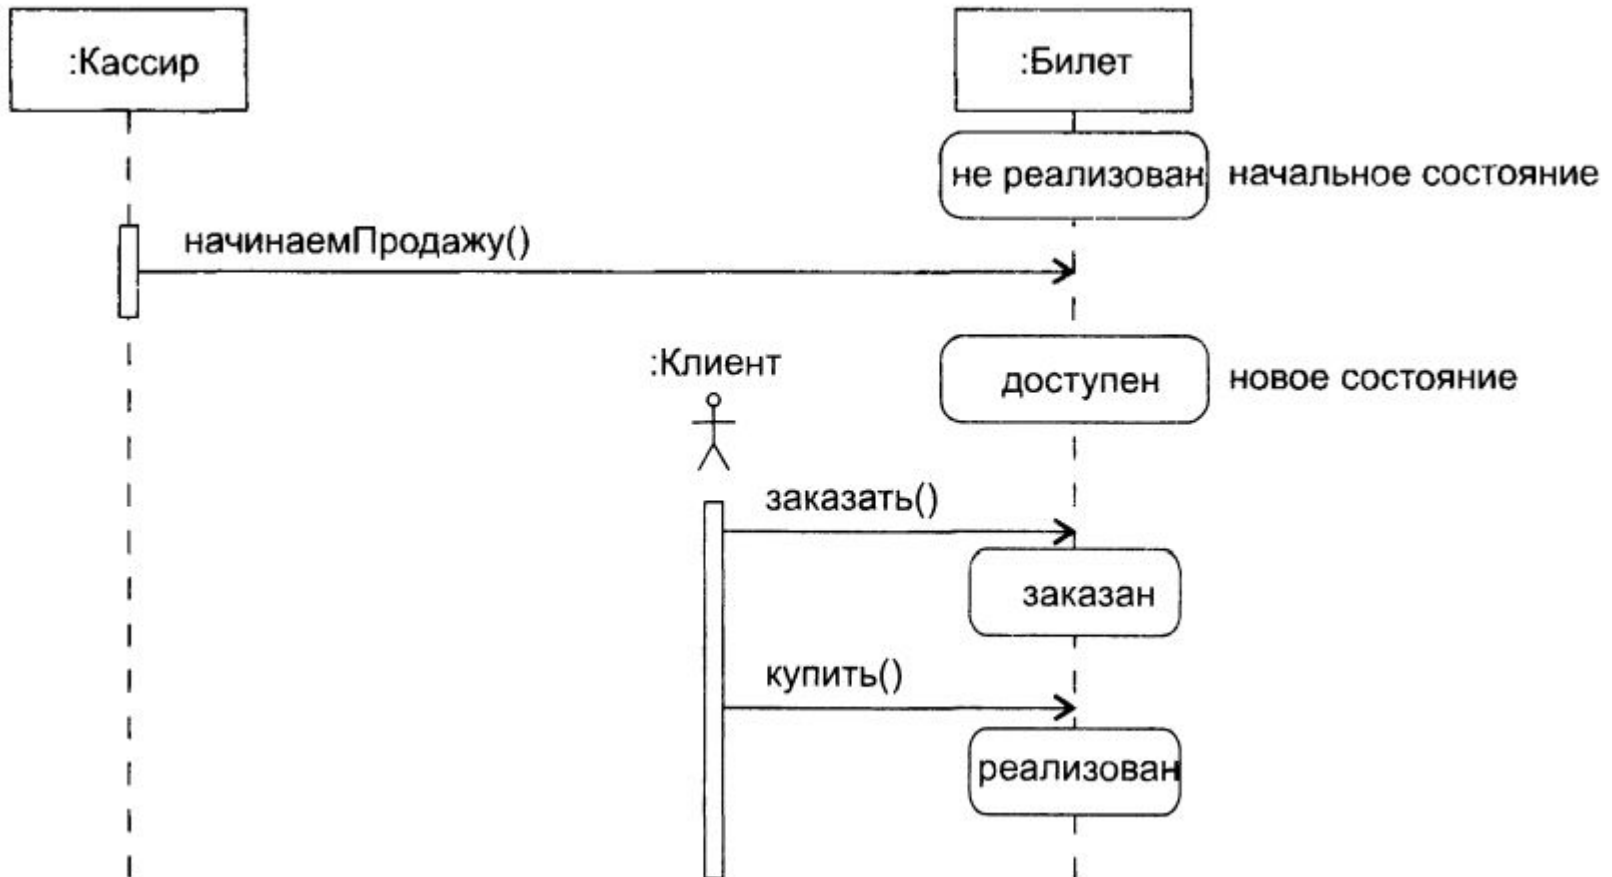 :Кассир
:Билет
не реализован
начальное состояние
начинаемПродажу()
:Клиент
доступен
новое состояние
заказать()
заказан
купить()
реализован